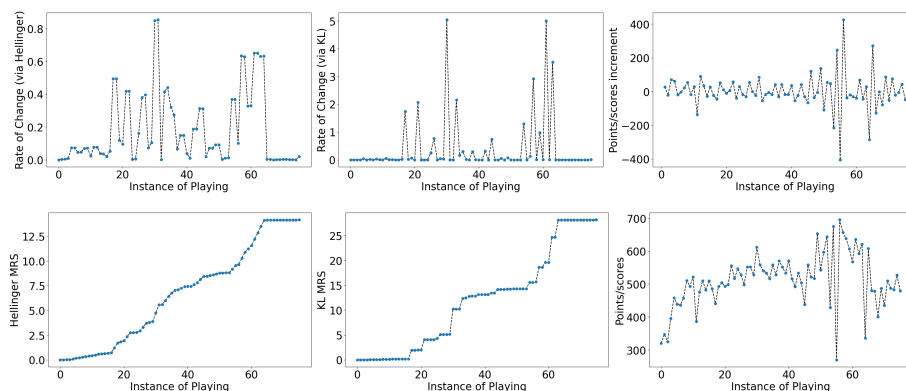 Rate of Change (via Hellinger)
0.8
0.6
0.4
0.2
0.0
0 20 40 60
Instance of Playing
Rate of Change (via KL)
5
4
3
2
1
0
0 20 40 60
Instance of Playing
Points/scores increment
400
200
0
−200
−400
0 20 40 60
Instance of Playing
Hellinger MRS
12.5
10.0
7.5
5.0
2.5
0.0
0 20 40 60
Instance of Playing
KL MRS
25
20
15
10
5
0
0 20 40 60
Instance of Playing
Points/scores
700
600
500
400
300
0 20 40 60
Instance of Playing